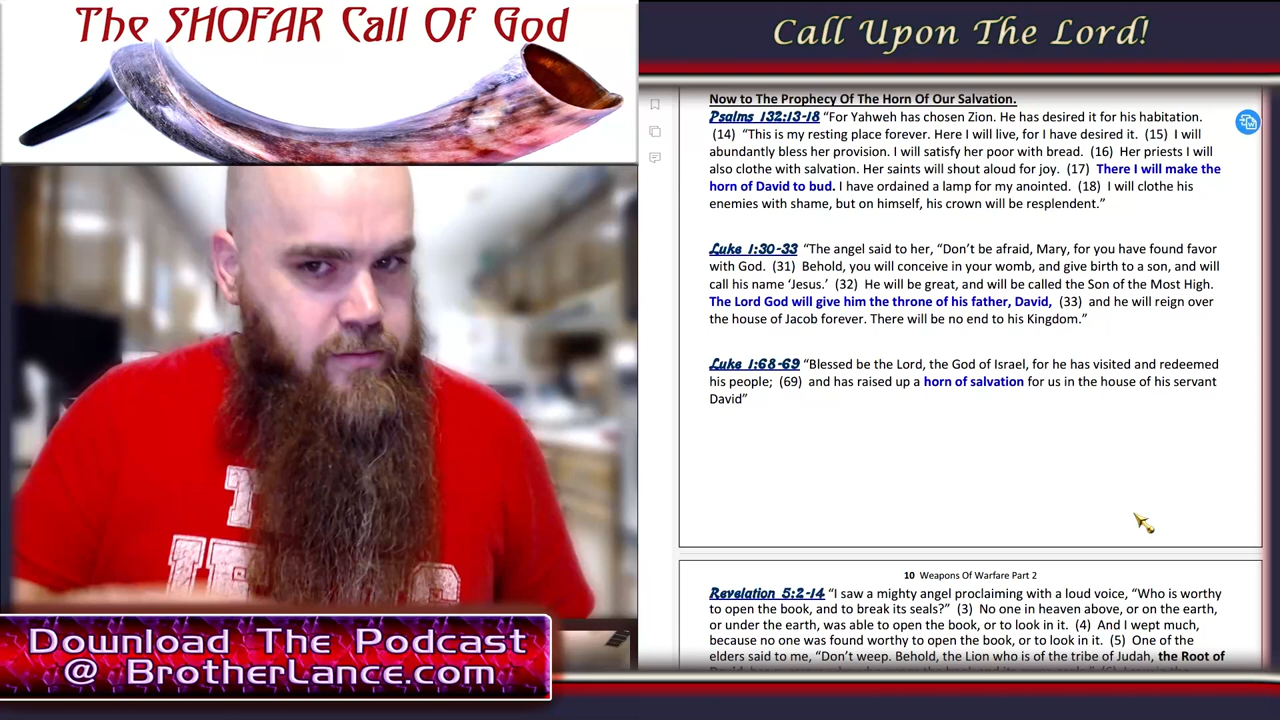 The SHOFAR Call Of God
Call Upon The Lord!
Now to The Prophecy Of The Horn Of Our Salvation.
Psalms 132:13-18 “For Yahweh has chosen Zion. He has desired it for his habitation.
(14) “This is my resting place forever. Here I will live, for I have desired it. (15) I will
abundantly bless her provision. I will satisfy her poor with bread. (16) Her priests I will
also clothe with salvation. Her saints will shout aloud for joy. (17) There I will make the
horn of David to bud. I have ordained a lamp for my anointed. (18) I will clothe his
enemies with shame, but on himself, his crown will be resplendent.”
Luke 1:30-33 “The angel said to her, “Don’t be afraid, Mary, for you have found favor
with God. (31) Behold, you will conceive in your womb, and give birth to a son, and will
call his name ‘Jesus.’ (32) He will be great, and will be called the Son of the Most High.
The Lord God will give him the throne of his father, David, (33) and he will reign over
the house of Jacob forever. There will be no end to his Kingdom.”
Luke 1:68-69 “Blessed be the Lord, the God of Israel, for he has visited and redeemed
his people; (69) and has raised up a horn of salvation for us in the house of his servant
David”
10 Weapons Of Warfare Part 2
Revelation 5:2-14 “I saw a mighty angel proclaiming with a loud voice, “Who is worthy
to open the book, and to break its seals?” (3) No one in heaven above, or on the earth,
or under the earth, was able to open the book, or to look in it. (4) And I wept much,
because no one was found worthy to open the book, or to look in it. (5) One of the
elders said to me, “Don’t weep. Behold, the Lion who is of the tribe of Judah, the Root of
Download The Podcast
@ BrotherLance.com